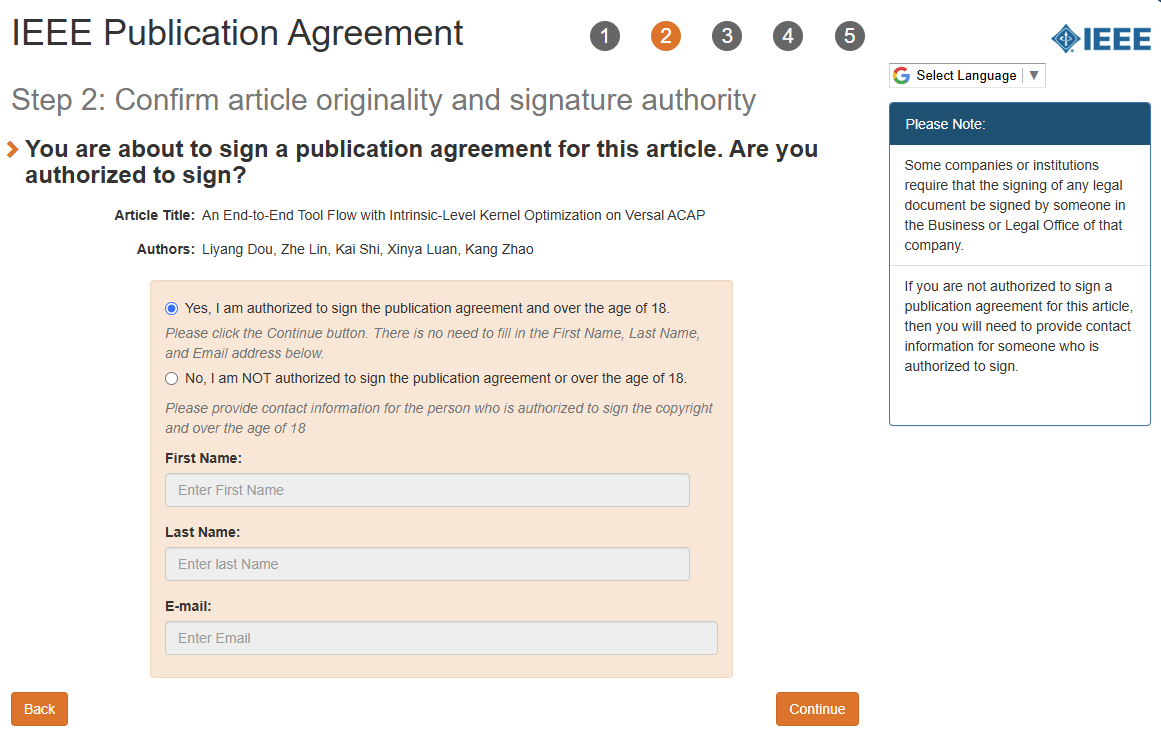 IEEE Publication Agreement
1 2 3 4 5
IEEE
Select Language ▼
Step 2: Confirm article originality and signature authority
You are about to sign a publication agreement for this article. Are you
authorized to sign?
Article Title: An End-to-End Tool Flow with Intrinsic-Level Kernel Optimization on Versal ACAP
Authors: Liyang Dou, Zhe Lin, Kai Shi, Xinya Luan, Kang Zhao
Yes, I am authorized to sign the publication agreement and over the age of 18.
Please click the Continue button. There is no need to fill in the First Name, Last Name,
and Email address below.
No, I am NOT authorized to sign the publication agreement or over the age of 18.
Please provide contact information for the person who is authorized to sign the copyright
and over the age of 18
First Name:
Enter First Name
Last Name:
Enter last Name
E-mail:
Enter Email
Back
Continue
Please Note:
Some companies or institutions
require that the signing of any legal
document be signed by someone in
the Business or Legal Office of that
company.
If you are not authorized to sign a
publication agreement for this article,
then you will need to provide contact
information for someone who is
authorized to sign.